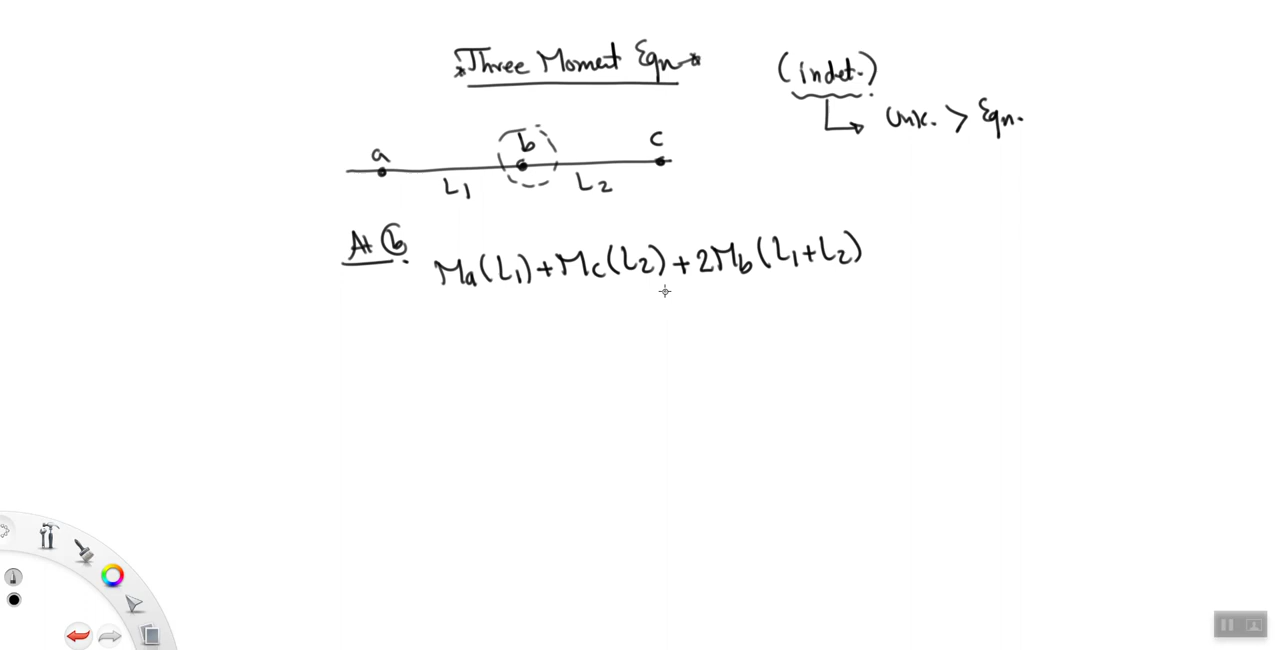 *Three Moment Eqn*
(indet.)
unk. > Eqn.
a b c
L1 L2
At b. Ma(L1)+Mc(L2)+2Mb(L1+L2)